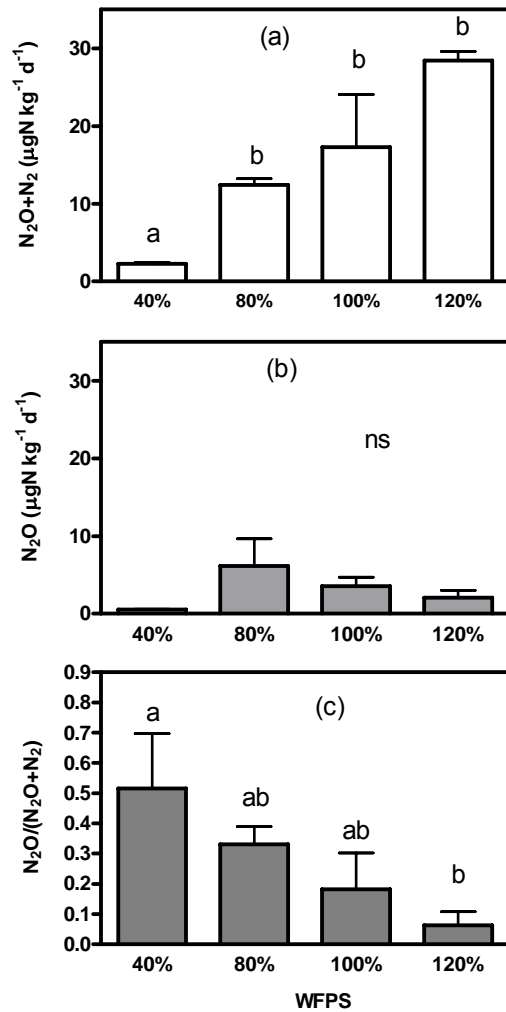 (a)
N₂O+N₂ (µgN kg⁻¹ d⁻¹)
30
20
10
0
a
b
b
b
40%
80%
100%
120%
(b)
N₂O (µgN kg⁻¹ d⁻¹)
30
20
10
0
ns
40%
80%
100%
120%
(c)
N₂O/(N₂O+N₂)
0.9
0.8
0.7
0.6
0.5
0.4
0.3
0.2
0.1
0.0
a
ab
ab
b
40%
80%
100%
120%
WFPS